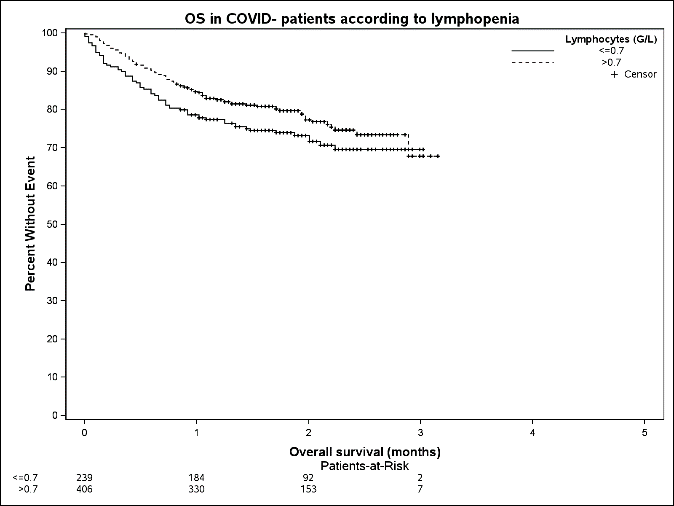 OS in COVID- patients according to lymphopenia
Lymphocytes (G/L)
<=0.7
>0.7
+ Censor
Percent Without Event
100
90
80
70
60
50
40
30
20
10
0
0 1 2 3 4 5
Overall survival (months)
Patients-at-Risk
<=0.7 239 184 92 2
>0.7 406 330 153 7